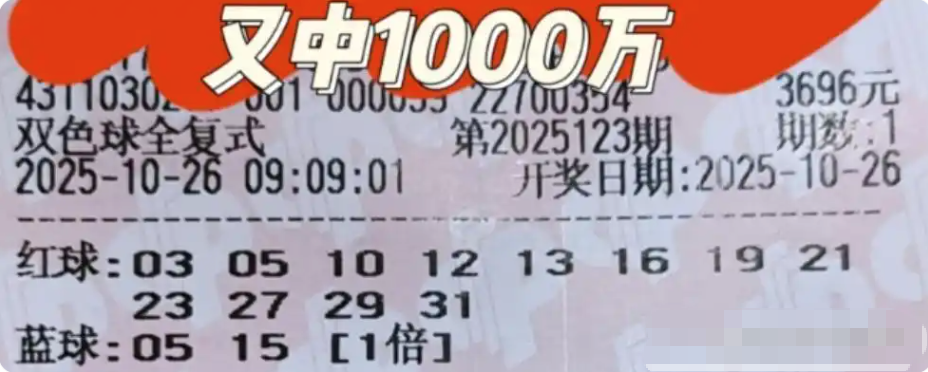 又中1000万
3696元
双色球全复式 第2025123期 期数:1
2025-10-26 09:09:01 开奖日期:2025-10-26
红球:03 05 10 12 13 16 19 21
23 27 29 31
蓝球:05 15 [1倍]